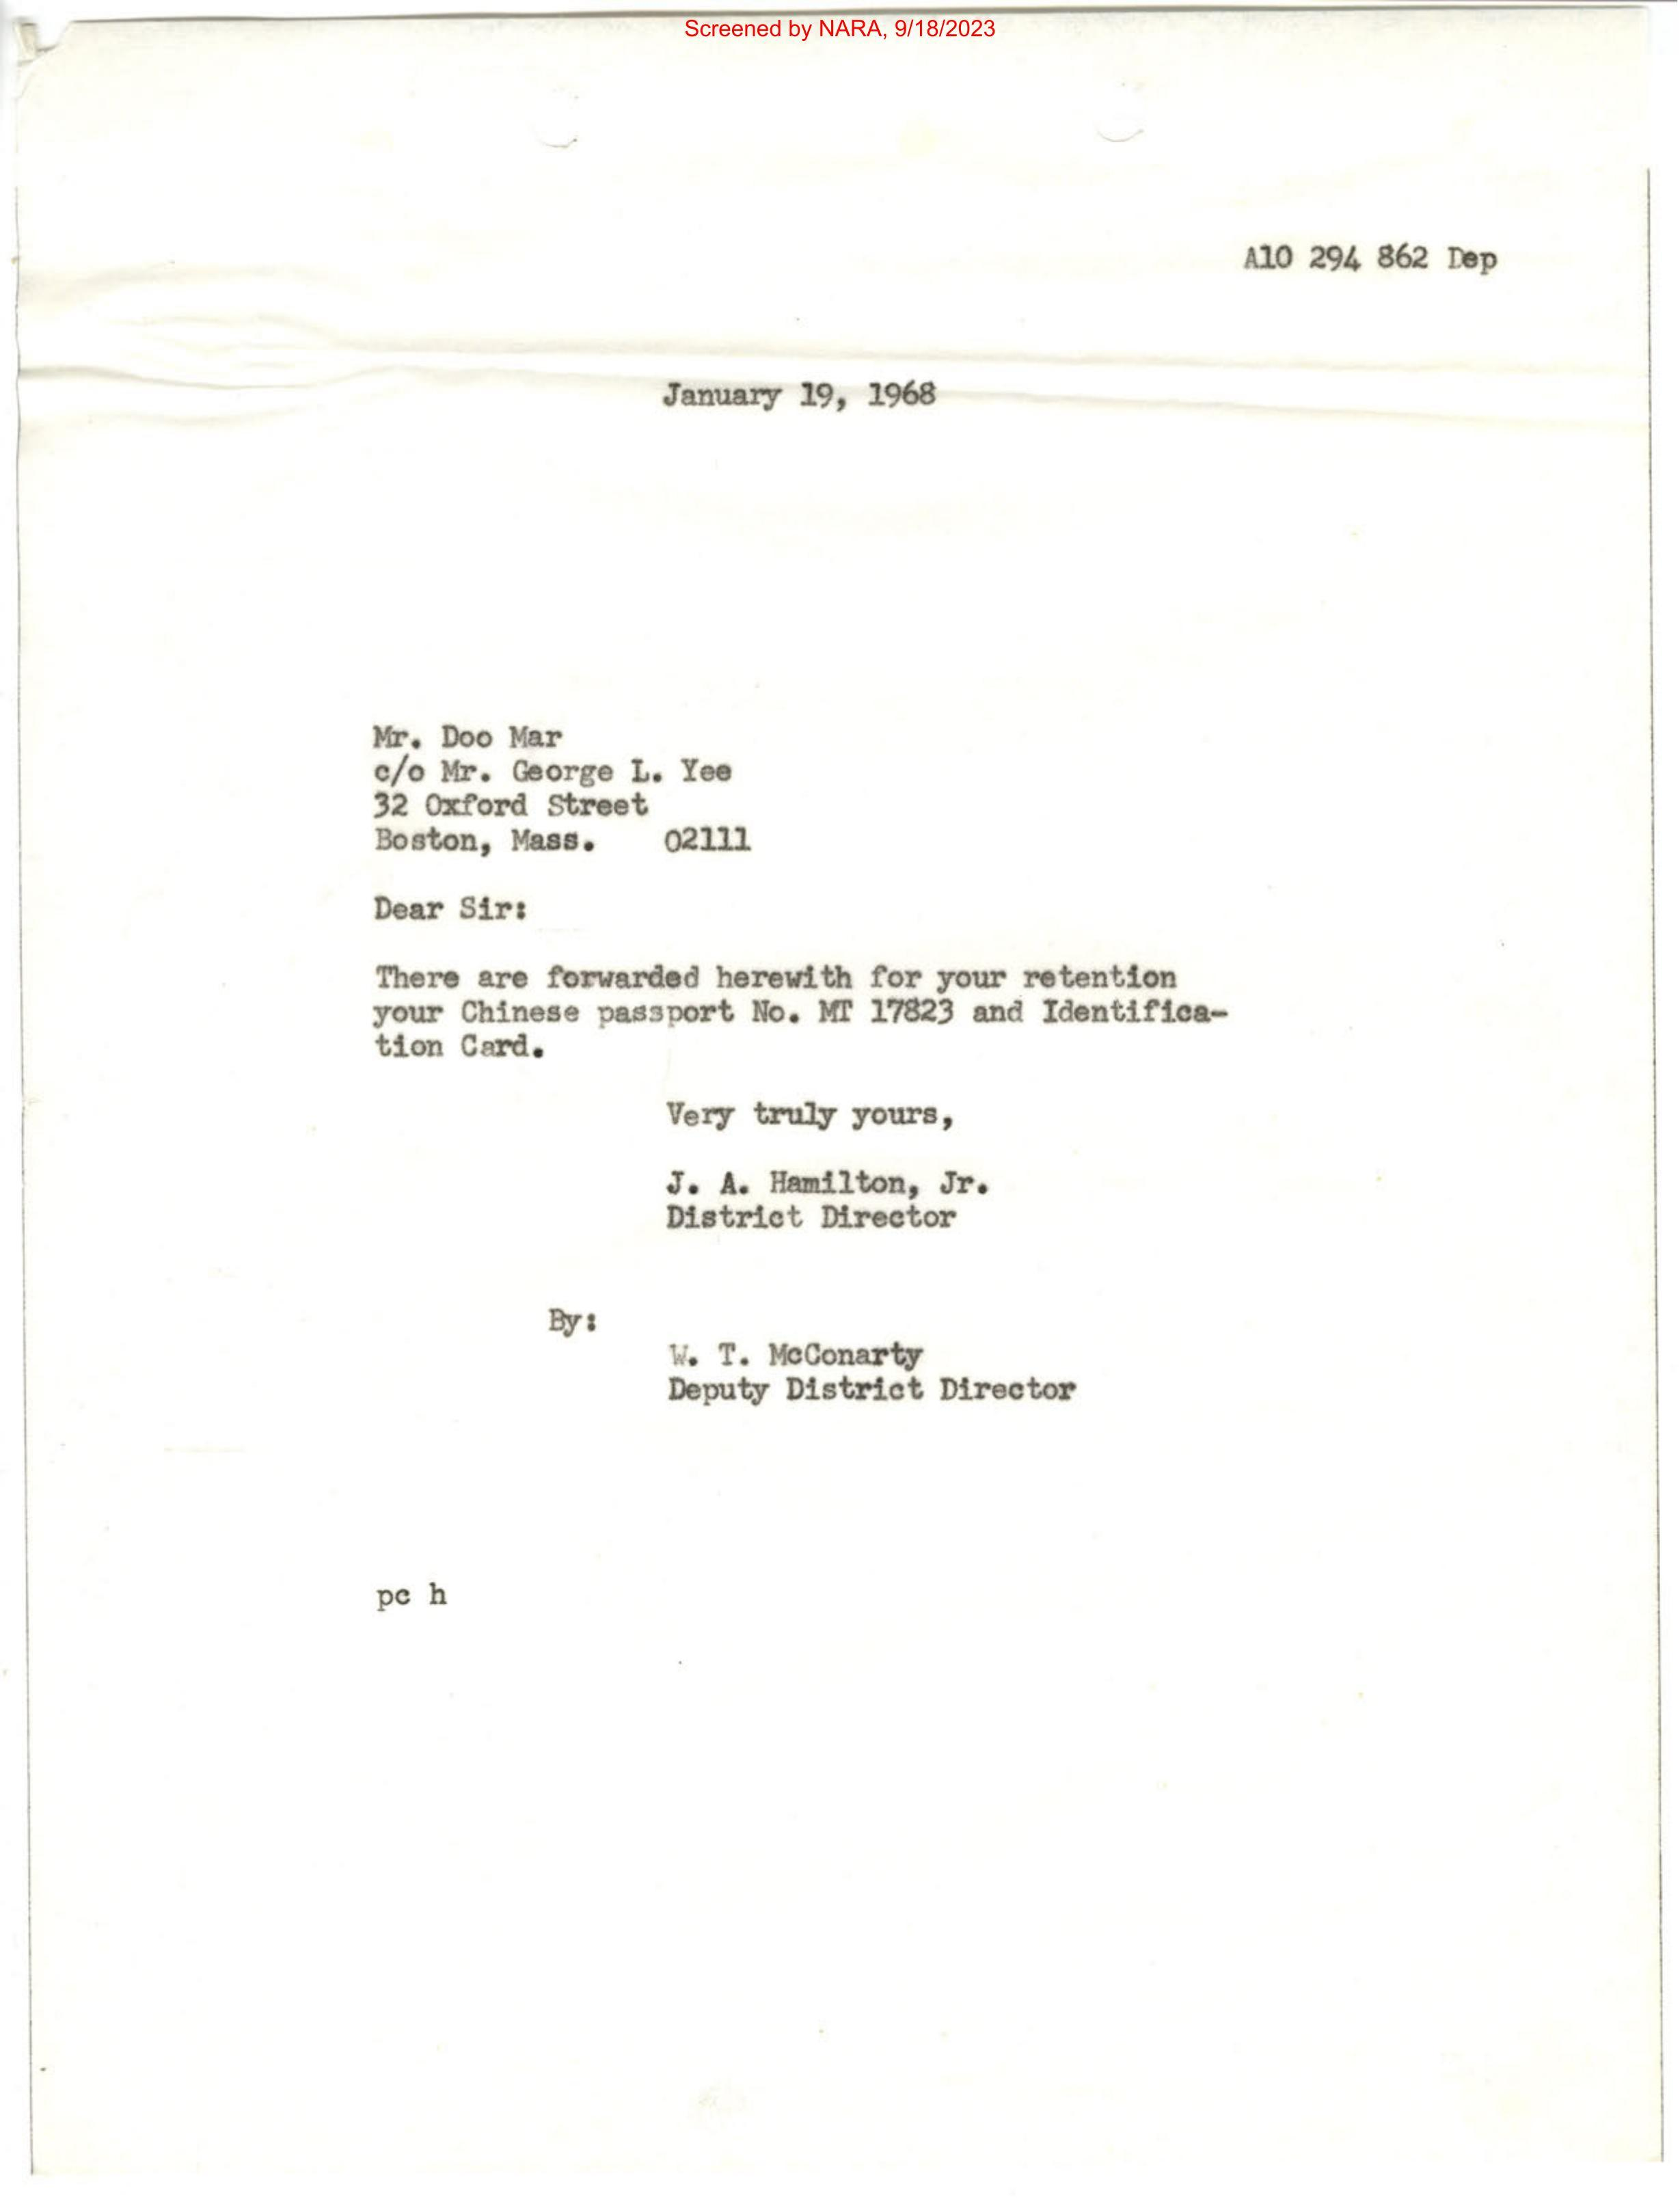 Screened by NARA, 9/18/2023
A10 294 862 Dep
January 19, 1968
Mr. Doo Mar
c/o Mr. George L. Yee
32 Oxford Street
Boston, Mass. 02111
Dear Sir:
There are forwarded herewith for your retention
your Chinese passport No. MT 17823 and Identifica-
tion Card.
Very truly yours,
J. A. Hamilton, Jr.
District Director
By:
W. T. McConarty
Deputy District Director
pc h